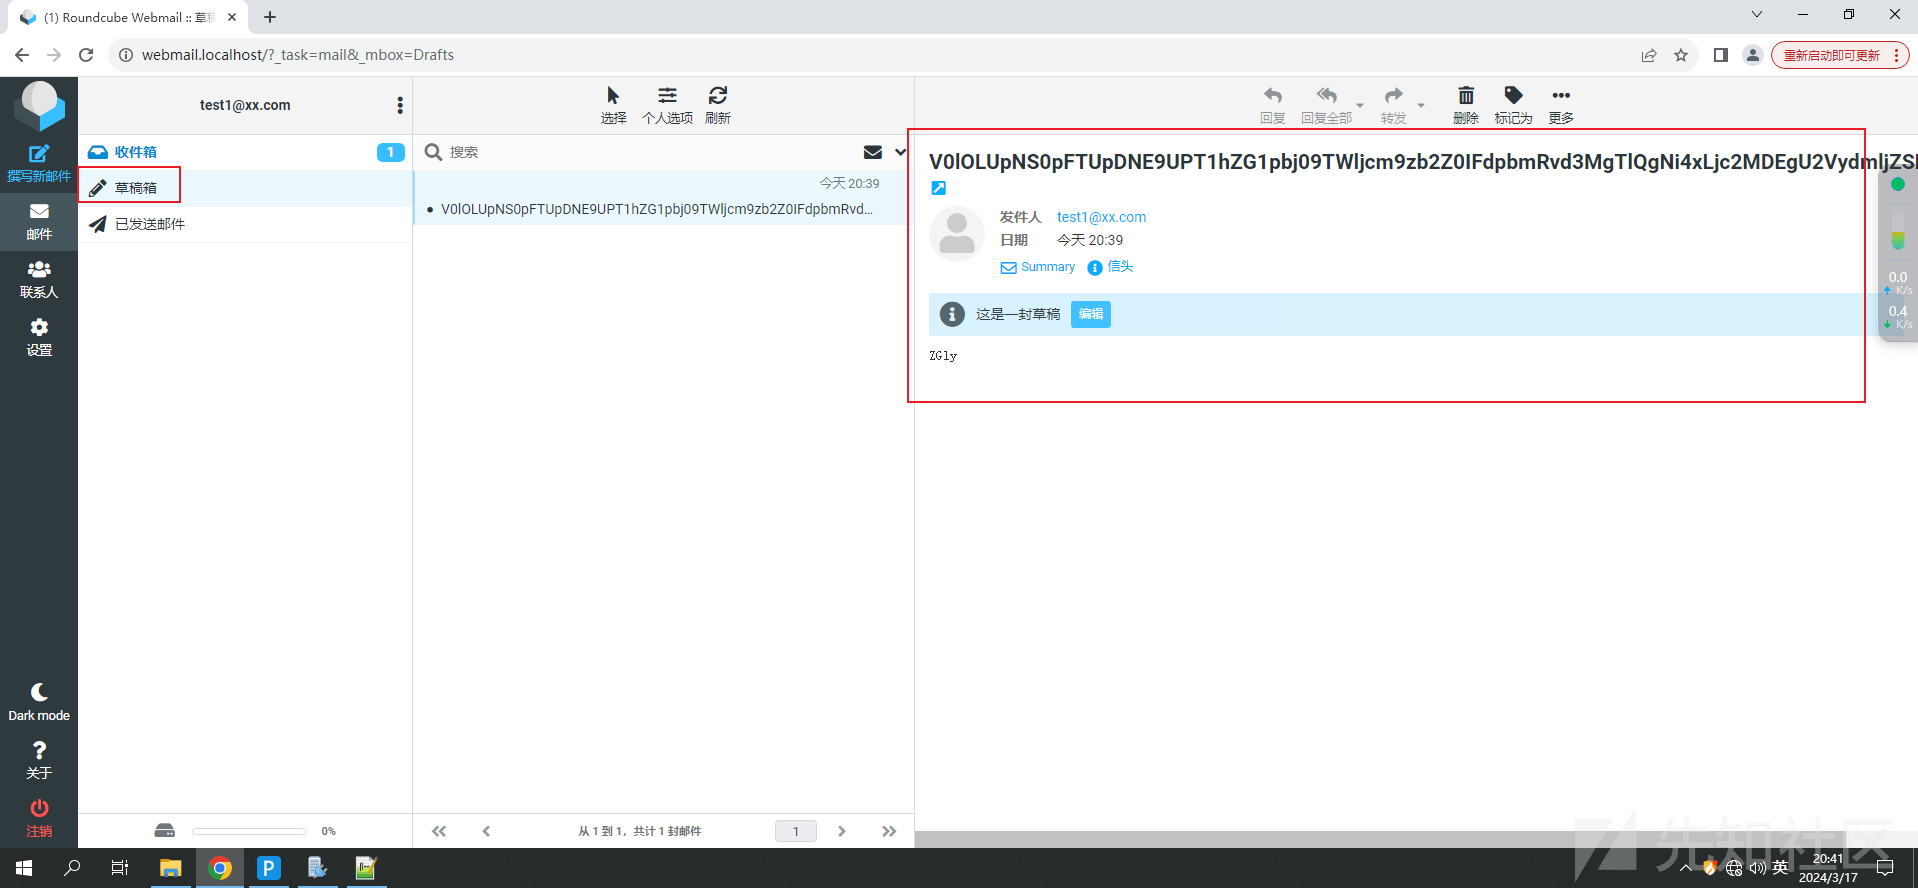 (1) Roundcube Webmail :: 草稿
webmail.localhost/?_task=mail&_mbox=Drafts
重新启动即可更新
test1@xx.com
选择
个人选项
刷新
回复
回复全部
转发
删除
标记为
更多
撰写新邮件
邮件
联系人
设置
Dark mode
关于
注销
收件箱
1
草稿箱
已发送邮件
0%
搜索
今天 20:39
V0lOLUpNS0pFTUpDNE9UPT1hZG1pbj09TWljcm9zb2Z0IFdpbmRvd...
从 1 到 1，共计 1 封邮件
1
V0lOLUpNS0pFTUpDNE9UPT1hZG1pbj09TWljcm9zb2Z0IFdpbmRvd3MgTlQgNi4xLjc2MDEgU2VydmljZS
发件人 test1@xx.com
日期 今天 20:39
Summary 信头
这是一封草稿 编辑
ZGly
0.0
K/s
0.4
K/s
先知社区
英
20:41
2024/3/17